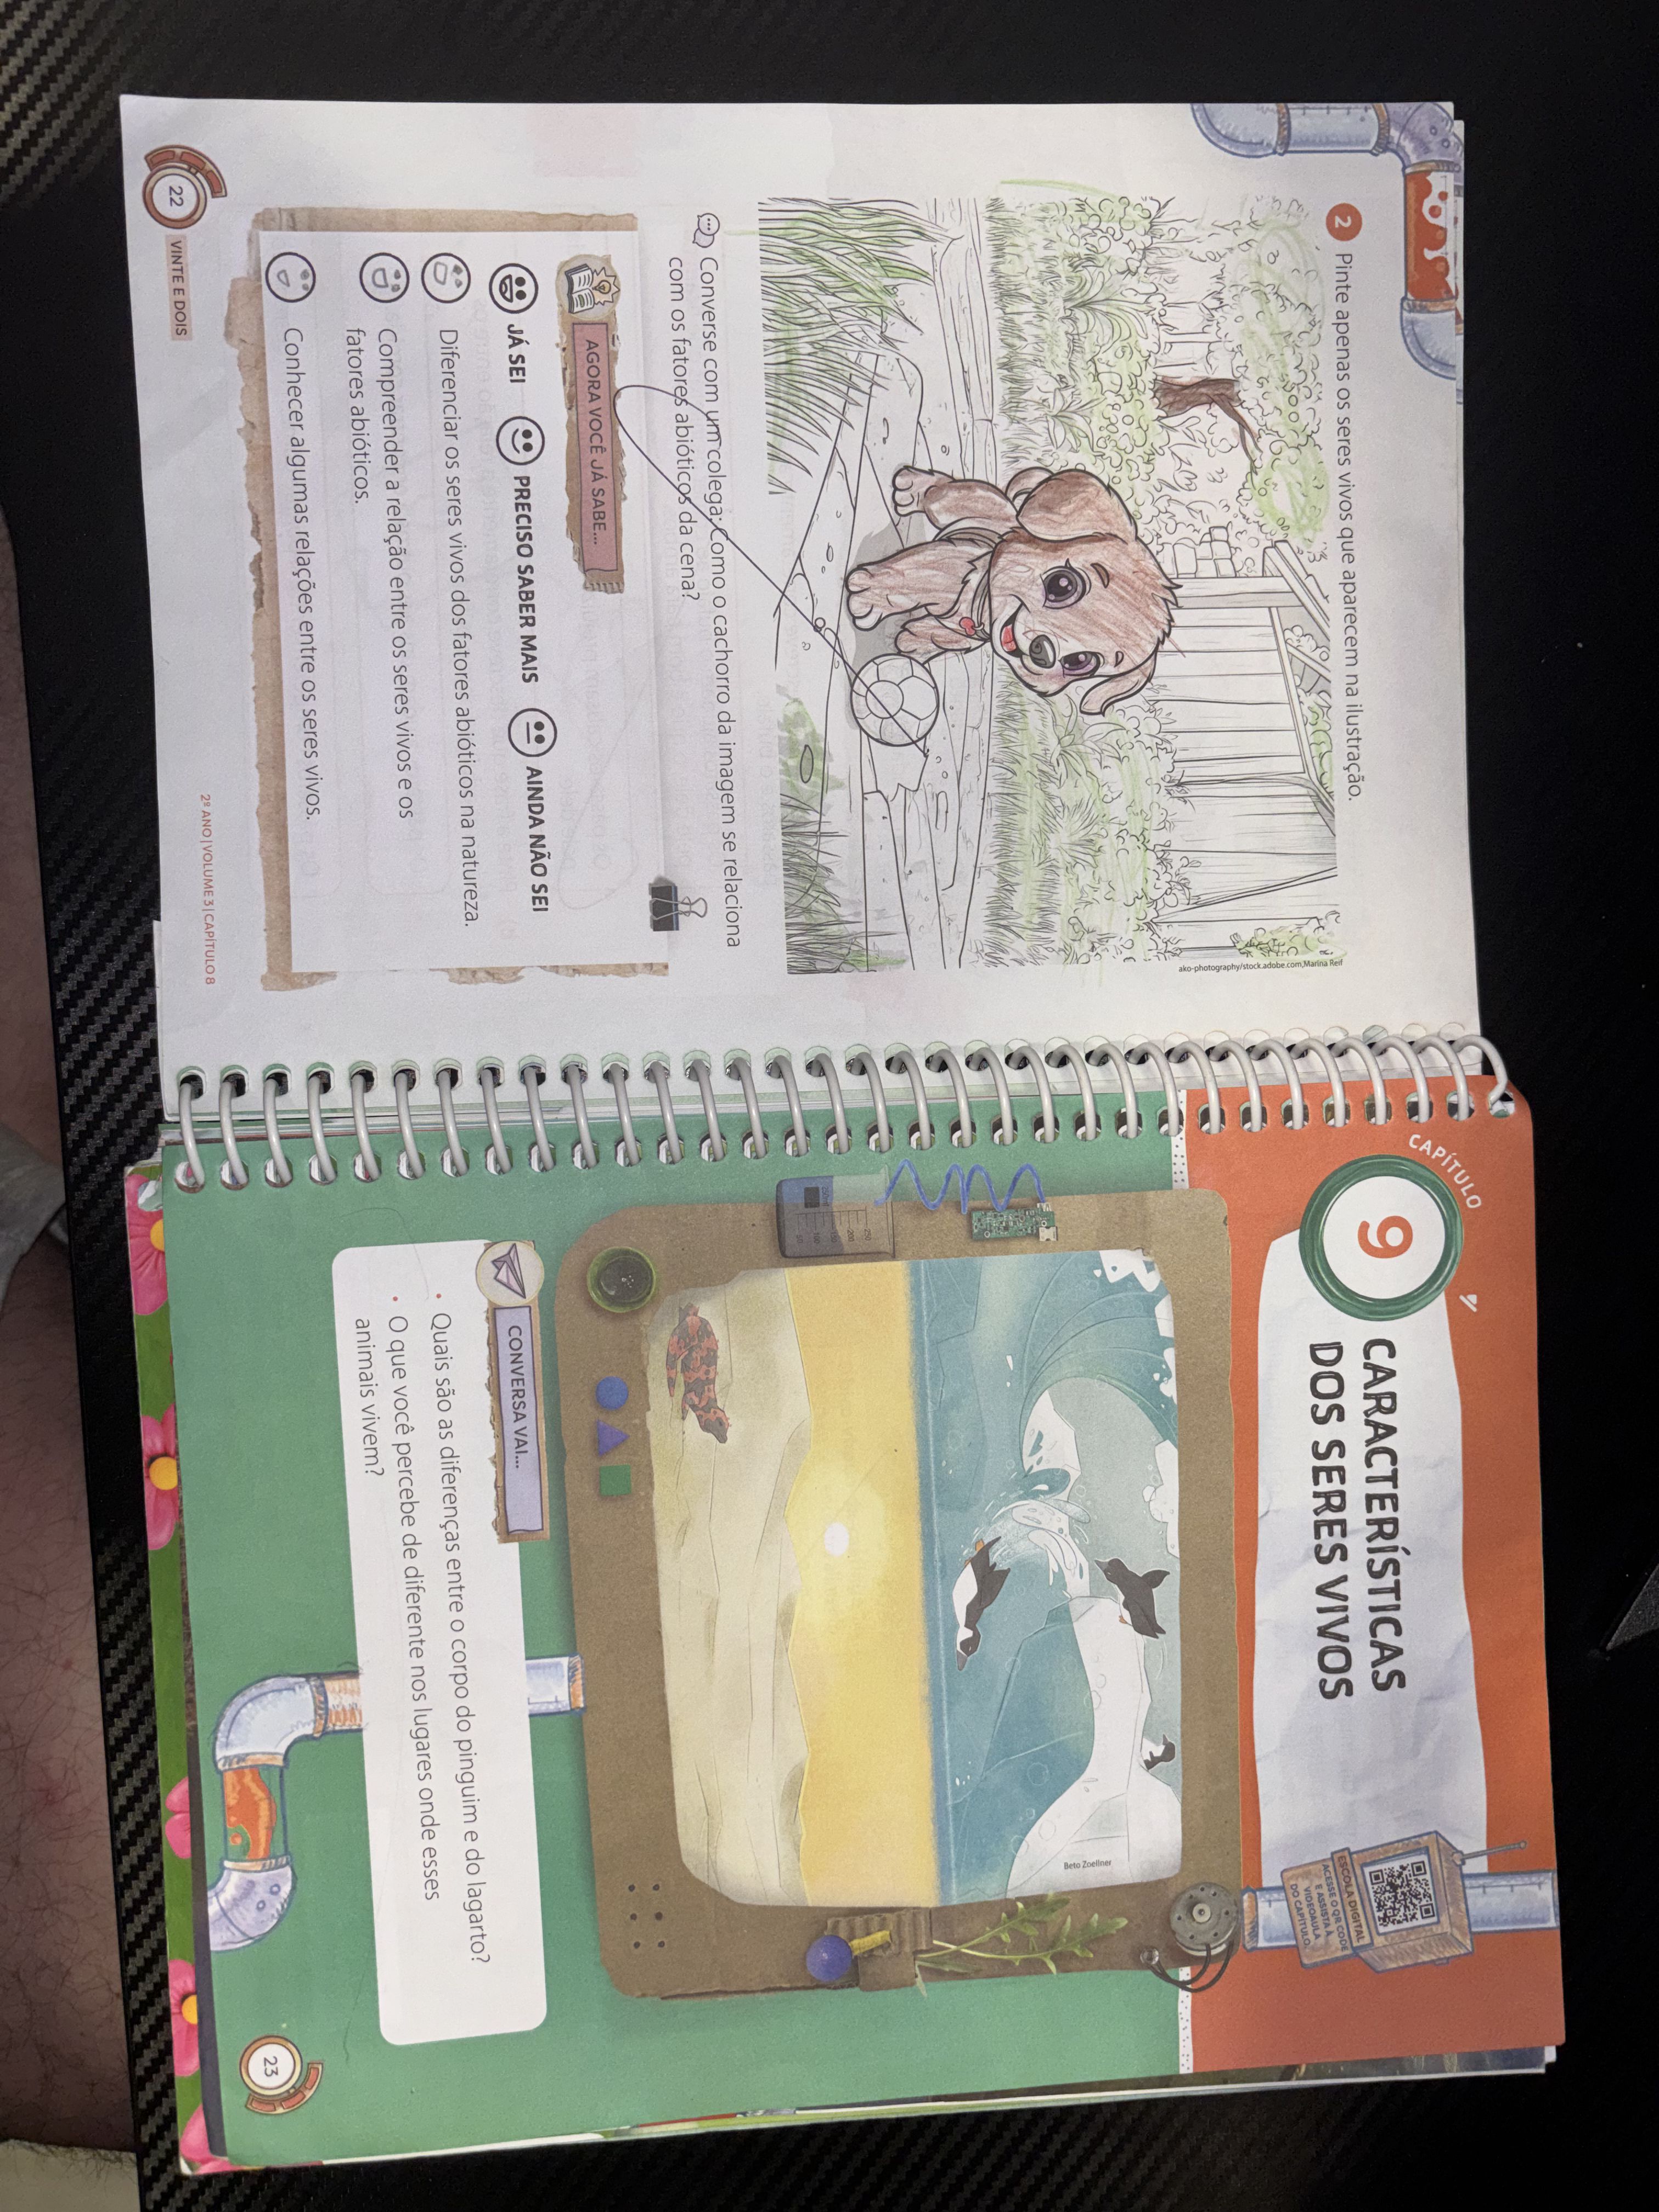 2 Pinte apenas os seres vivos que aparecem na ilustração.
ako-photography/stock.adobe.com;Marina Reif
Converse com um colega: Como o cachorro da imagem se relaciona
com os fatores abióticos da cena?
AGORA VOCÊ JÁ SABE...
JÁ SEI PRECISO SABER MAIS AINDA NÃO SEI
Diferenciar os seres vivos dos fatores abióticos na natureza.
Compreender a relação entre os seres vivos e os
fatores abióticos.
Conhecer algumas relações entre os seres vivos.
22 VINTE E DOIS
2º ANO | VOLUME 3 | CAPÍTULO 8
CAPÍTULO
9
CARACTERÍSTICAS
DOS SERES VIVOS
ESCOLA DIGITAL
ACESSE O QR CODE
E ASSISTA À
VIDEOAULA
DO CAPÍTULO.
Beto Zoellner
CONVERSA VAI...
• Quais são as diferenças entre o corpo do pinguim e do lagarto?
• O que você percebe de diferente nos lugares onde esses
animais vivem?
23